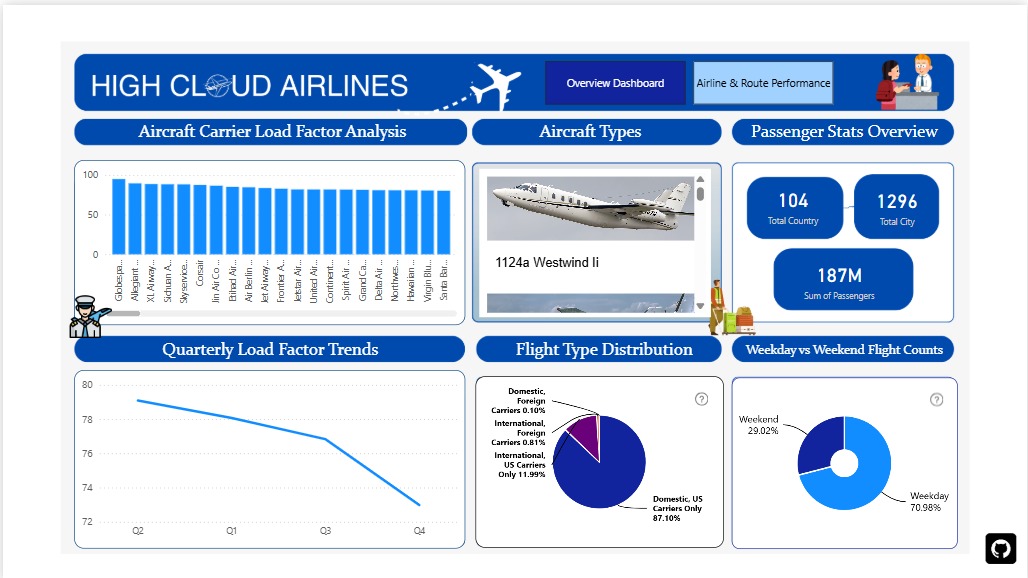 HIGH CLOUD AIRLINES
Overview Dashboard
Airline & Route Performance
Aircraft Carrier Load Factor Analysis
Aircraft Types
Passenger Stats Overview
100
50
0
Globespa...
Allegiant ...
XL Airway...
Sichuan A...
Skyservice...
Corsair
Jin Air Co ...
Etihad Air...
Air Berlin ...
Jet Airway...
Frontier A...
Jetstar Air...
United Air...
Continent...
Spirit Air ...
Grand Ca...
Delta Air ...
Northwes...
Hawaiian ...
Virgin Blu...
Santa Bar...
1124a Westwind Ii
104
Total Country
1296
Total City
187M
Sum of Passengers
Quarterly Load Factor Trends
Flight Type Distribution
Weekday vs Weekend Flight Counts
80
78
76
74
72
Q2
Q1
Q3
Q4
?
Domestic,
Foreign
Carriers 0.10%
International,
Foreign
Carriers 0.81%
International,
US Carriers
Only 11.99%
Domestic, US
Carriers Only
87.10%
?
Weekend
29.02%
Weekday
70.98%